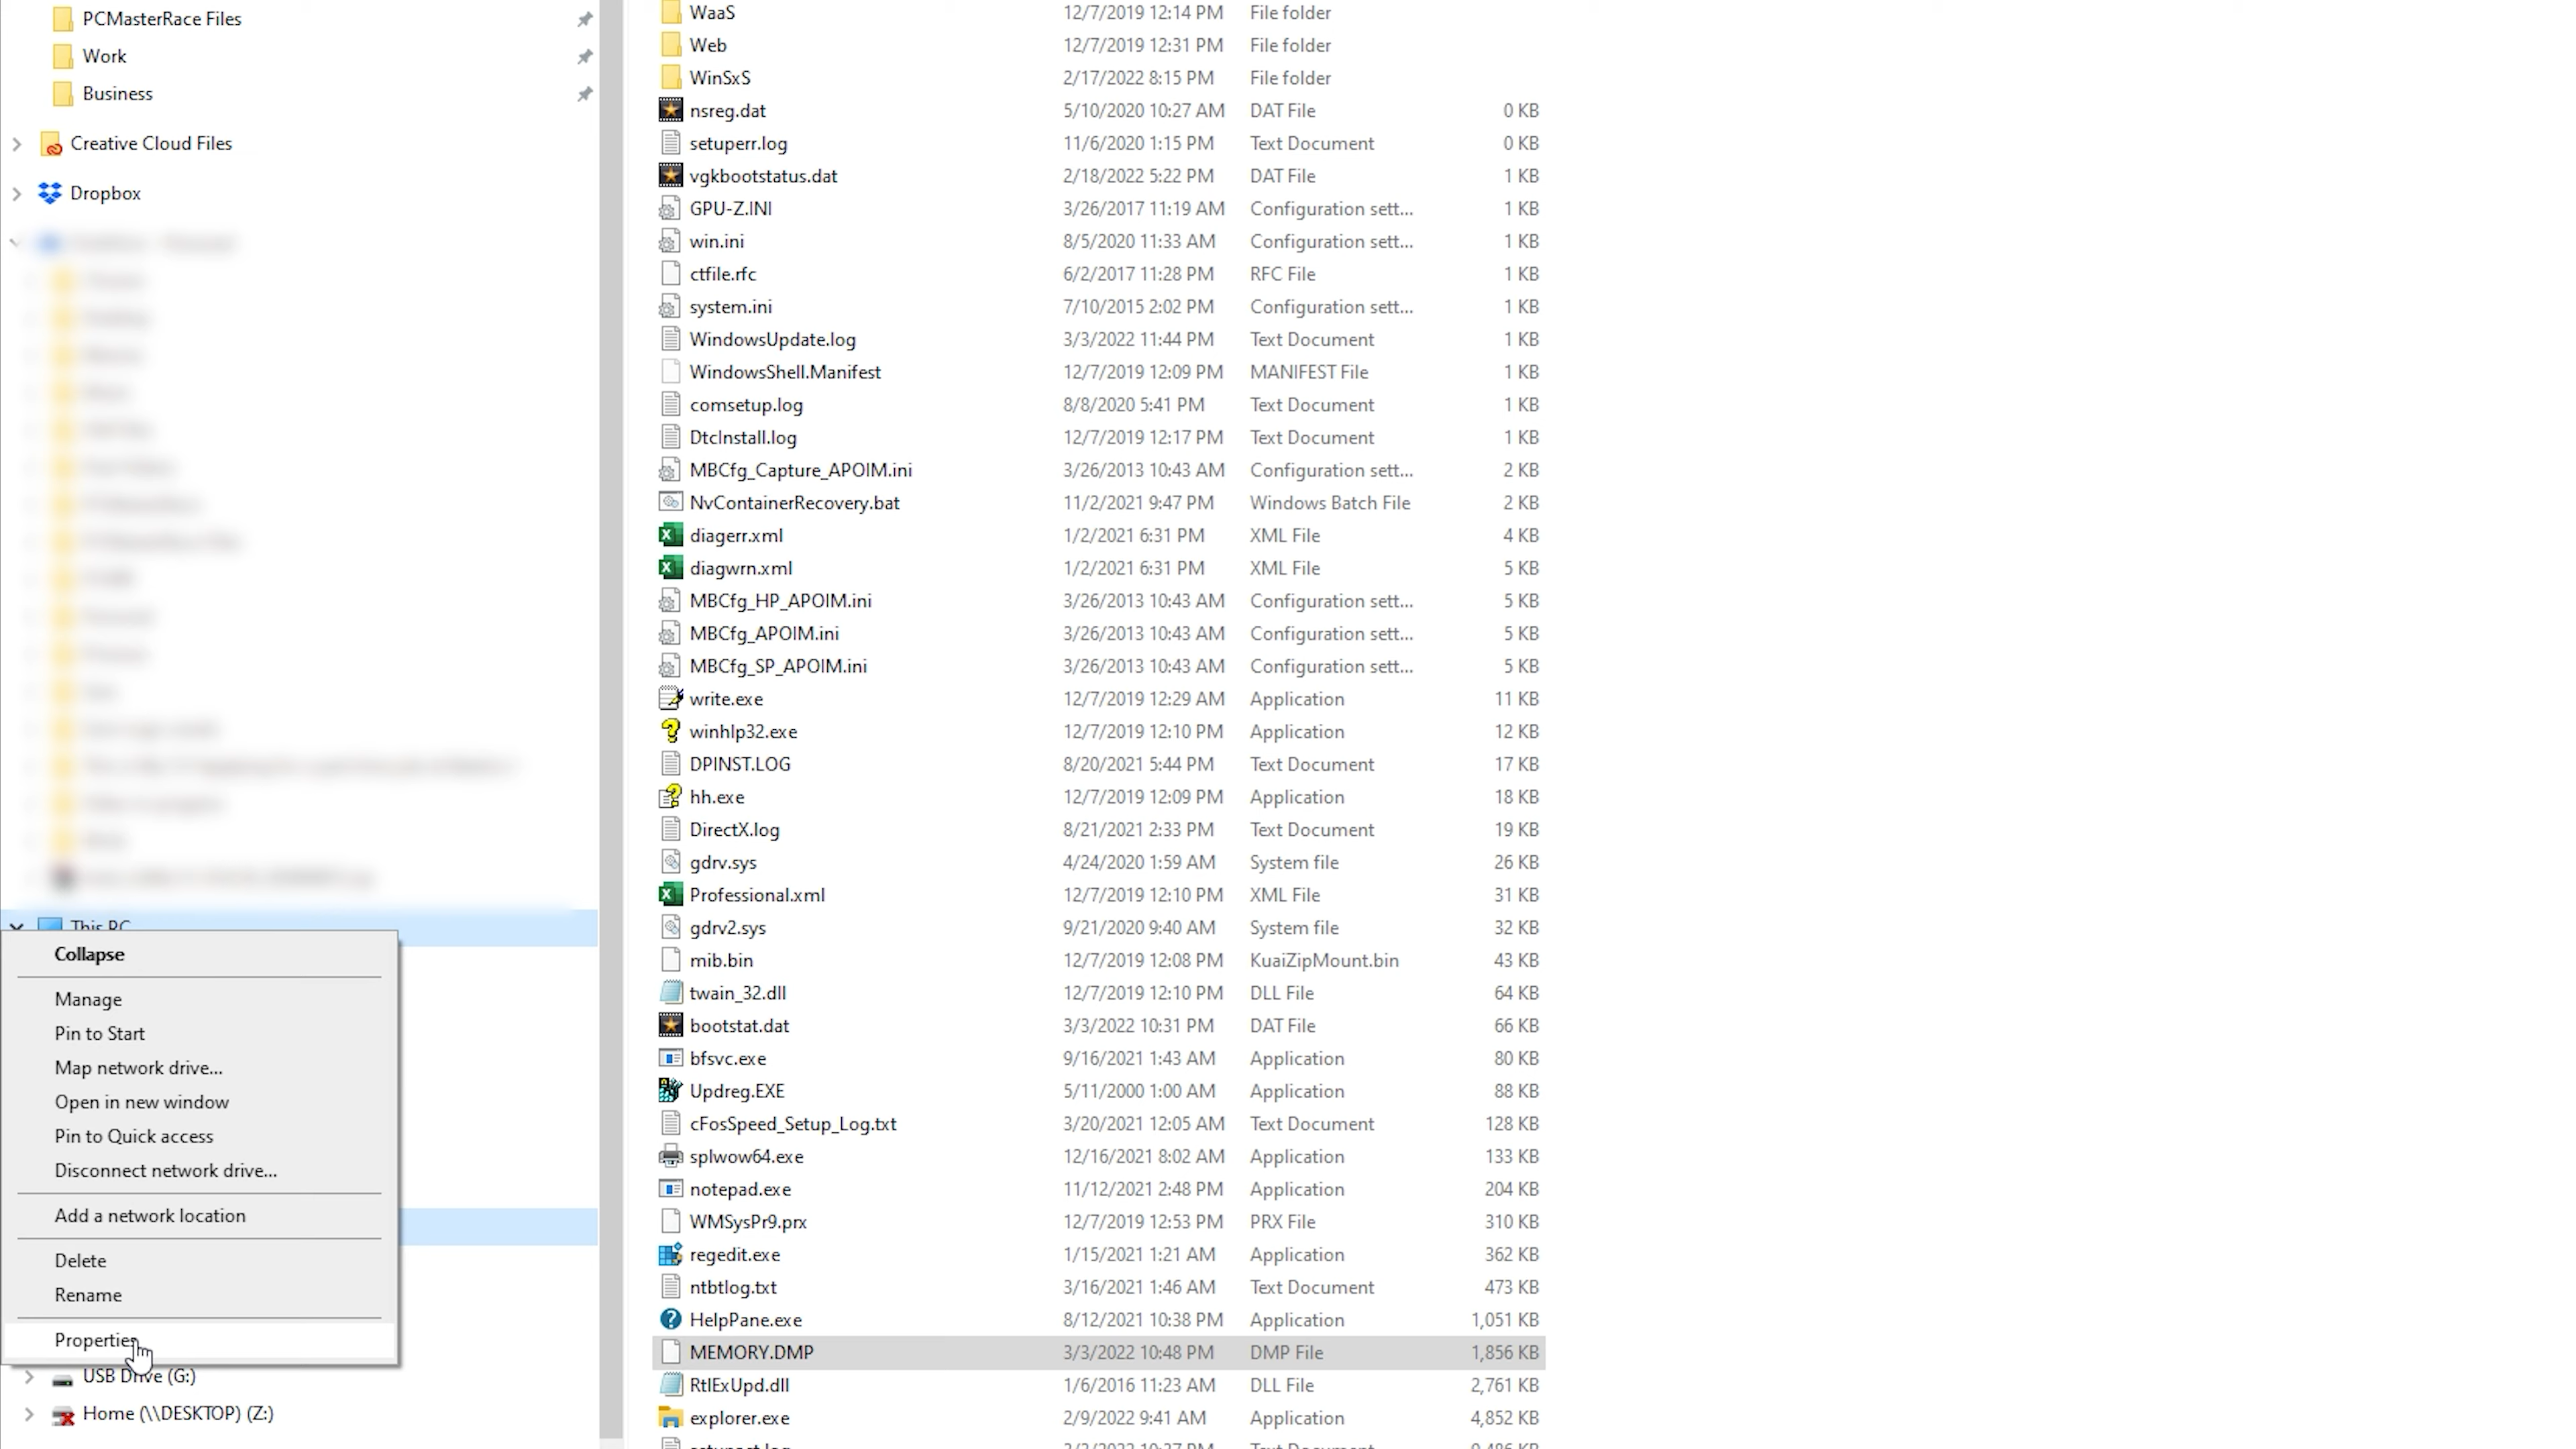 PCMasterRace Files
Work
Business
Creative Cloud Files
Dropbox
This PC
Collapse
Manage
Pin to Start
Map network drive...
Open in new window
Pin to Quick access
Disconnect network drive...
Add a network location
Delete
Rename
Properties
USB Drive (G:)
Home (\\DESKTOP) (Z:)
WaaS 12/7/2019 12:14 PM File folder
Web 12/7/2019 12:31 PM File folder
WinSxS 2/17/2022 8:15 PM File folder
nsreg.dat 5/10/2020 10:27 AM DAT File 0 KB
setuperr.log 11/6/2020 1:15 PM Text Document 0 KB
vgkbootstatus.dat 2/18/2022 5:22 PM DAT File 1 KB
GPU-Z.INI 3/26/2017 11:19 AM Configuration sett... 1 KB
win.ini 8/5/2020 11:33 AM Configuration sett... 1 KB
ctfile.rfc 6/2/2017 11:28 PM RFC File 1 KB
system.ini 7/10/2015 2:02 PM Configuration sett... 1 KB
WindowsUpdate.log 3/3/2022 11:44 PM Text Document 1 KB
WindowsShell.Manifest 12/7/2019 12:09 PM MANIFEST File 1 KB
comsetup.log 8/8/2020 5:41 PM Text Document 1 KB
DtcInstall.log 12/7/2019 12:17 PM Text Document 1 KB
MBCfg_Capture_APOIM.ini 3/26/2013 10:43 AM Configuration sett... 2 KB
NvContainerRecovery.bat 11/2/2021 9:47 PM Windows Batch File 2 KB
diagerr.xml 1/2/2021 6:31 PM XML File 4 KB
diagwrn.xml 1/2/2021 6:31 PM XML File 5 KB
MBCfg_HP_APOIM.ini 3/26/2013 10:43 AM Configuration sett... 5 KB
MBCfg_APOIM.ini 3/26/2013 10:43 AM Configuration sett... 5 KB
MBCfg_SP_APOIM.ini 3/26/2013 10:43 AM Configuration sett... 5 KB
write.exe 12/7/2019 12:29 AM Application 11 KB
winhlp32.exe 12/7/2019 12:10 PM Application 12 KB
DPINST.LOG 8/20/2021 5:44 PM Text Document 17 KB
hh.exe 12/7/2019 12:09 PM Application 18 KB
DirectX.log 8/21/2021 2:33 PM Text Document 19 KB
gdrv.sys 4/24/2020 1:59 AM System file 26 KB
Professional.xml 12/7/2019 12:10 PM XML File 31 KB
gdrv2.sys 9/21/2020 9:40 AM System file 32 KB
mib.bin 12/7/2019 12:08 PM KuaiZipMount.bin 43 KB
twain_32.dll 12/7/2019 12:10 PM DLL File 64 KB
bootstat.dat 3/3/2022 10:31 PM DAT File 66 KB
bfsvc.exe 9/16/2021 1:43 AM Application 80 KB
Updreg.EXE 5/11/2000 1:00 AM Application 88 KB
cFosSpeed_Setup_Log.txt 3/20/2021 12:05 AM Text Document 128 KB
splwow64.exe 12/16/2021 8:02 AM Application 133 KB
notepad.exe 11/12/2021 2:48 PM Application 204 KB
WMSysPr9.prx 12/7/2019 12:53 PM PRX File 310 KB
regedit.exe 1/15/2021 1:21 AM Application 362 KB
ntbtlog.txt 3/16/2021 1:46 AM Text Document 473 KB
HelpPane.exe 8/12/2021 10:38 PM Application 1,051 KB
MEMORY.DMP 3/3/2022 10:48 PM DMP File 1,856 KB
RtlExUpd.dll 1/6/2016 11:23 AM DLL File 2,761 KB
explorer.exe 2/9/2022 9:41 AM Application 4,852 KB